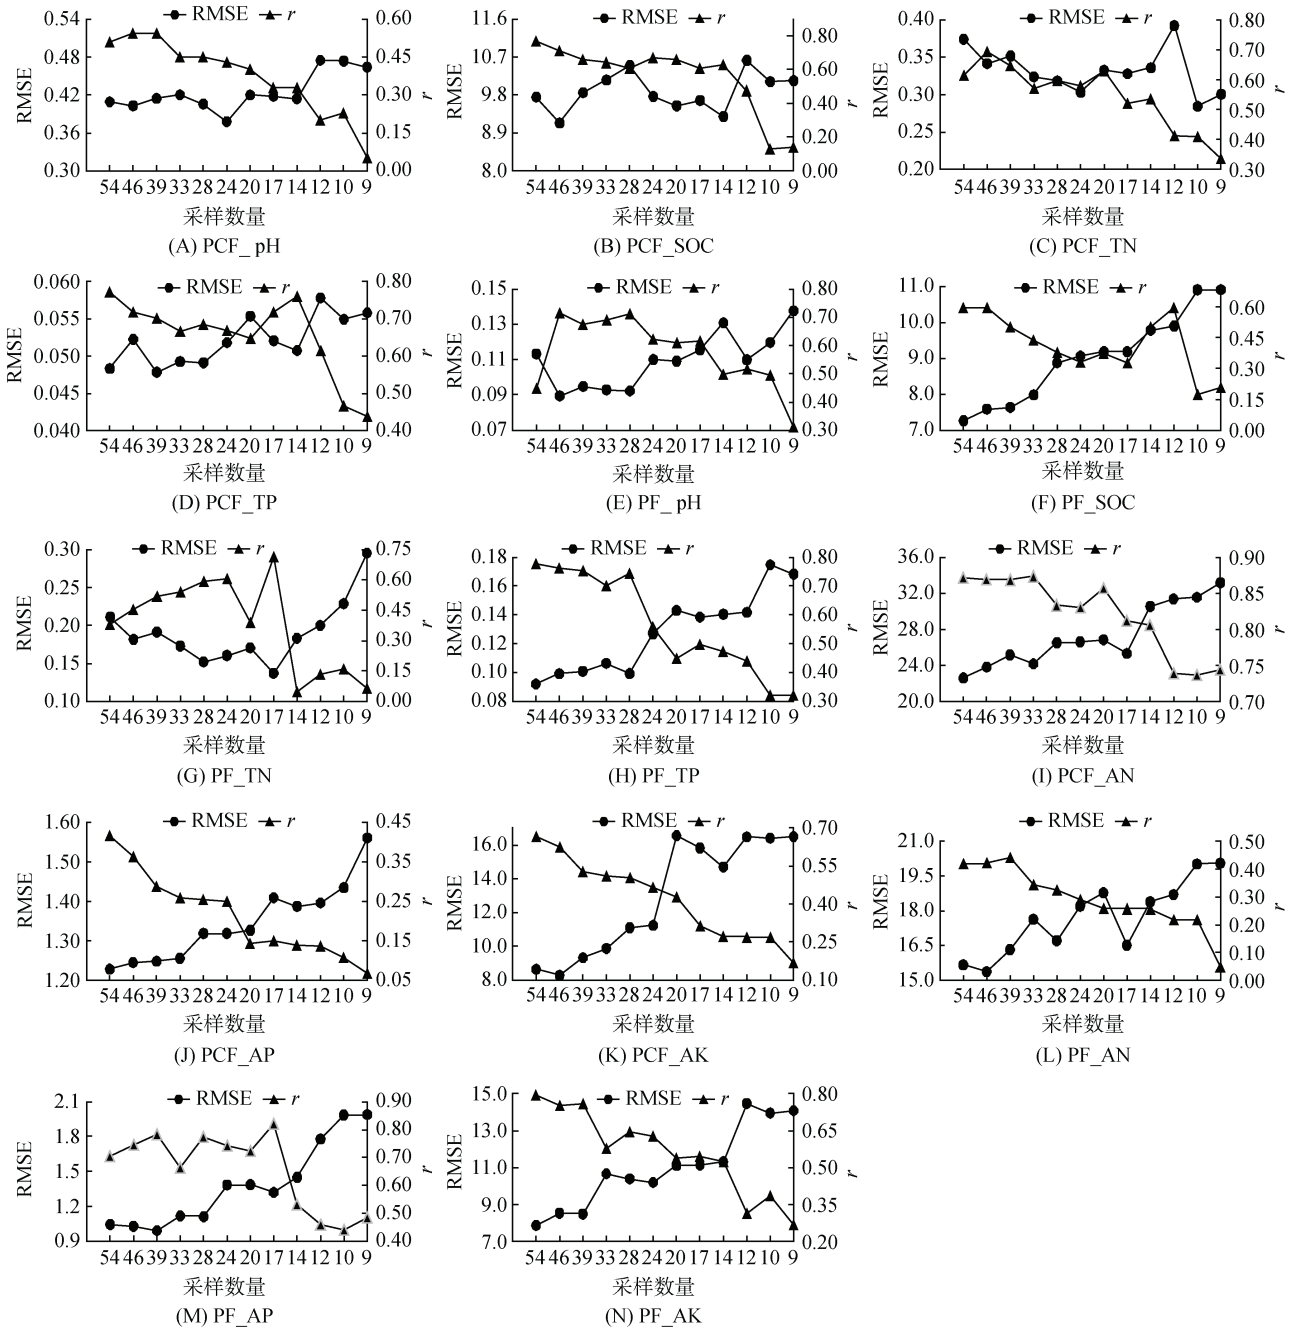 RMSE r
0.54 0.48 0.42 0.36 0.30
RMSE
0.60 0.45 0.30 0.15 0.00
r
54 46 39 33 28 24 20 17 14 12 10 9
采样数量
(A) PCF_ pH
RMSE r
11.6 10.7 9.8 8.9 8.0
RMSE
0.80 0.60 0.40 0.20 0.00
r
54 46 39 33 28 24 20 17 14 12 10 9
采样数量
(B) PCF_SOC
RMSE r
0.40 0.35 0.30 0.25 0.20
RMSE
0.80 0.70 0.60 0.50 0.40 0.30
r
54 46 39 33 28 24 20 17 14 12 10 9
采样数量
(C) PCF_TN
RMSE r
0.060 0.055 0.050 0.045 0.040
RMSE
0.80 0.70 0.60 0.50 0.40
r
54 46 39 33 28 24 20 17 14 12 10 9
采样数量
(D) PCF_TP
RMSE r
0.15 0.13 0.11 0.09 0.07
RMSE
0.80 0.70 0.60 0.50 0.40 0.30
r
54 46 39 33 28 24 20 17 14 12 10 9
采样数量
(E) PF_ pH
RMSE r
11.0 10.0 9.0 8.0 7.0
RMSE
0.60 0.45 0.30 0.15 0.00
r
54 46 39 33 28 24 20 17 14 12 10 9
采样数量
(F) PF_SOC
RMSE r
0.30 0.25 0.20 0.15 0.10
RMSE
0.75 0.60 0.45 0.30 0.15 0.00
r
54 46 39 33 28 24 20 17 14 12 10 9
采样数量
(G) PF_TN
RMSE r
0.18 0.16 0.14 0.12 0.10 0.08
RMSE
0.80 0.70 0.60 0.50 0.40 0.30
r
54 46 39 33 28 24 20 17 14 12 10 9
采样数量
(H) PF_TP
RMSE r
36.0 32.0 28.0 24.0 20.0
RMSE
0.90 0.85 0.80 0.75 0.70
r
54 46 39 33 28 24 20 17 14 12 10 9
采样数量
(I) PCF_AN
RMSE r
1.60 1.50 1.40 1.30 1.20
RMSE
0.45 0.35 0.25 0.15 0.05
r
54 46 39 33 28 24 20 17 14 12 10 9
采样数量
(J) PCF_AP
RMSE r
16.0 14.0 12.0 10.0 8.0
RMSE
0.70 0.55 0.40 0.25 0.10
r
54 46 39 33 28 24 20 17 14 12 10 9
采样数量
(K) PCF_AK
RMSE r
21.0 19.5 18.0 16.5 15.0
RMSE
0.50 0.40 0.30 0.20 0.10 0.00
r
54 46 39 33 28 24 20 17 14 12 10 9
采样数量
(L) PF_AN
RMSE r
2.1 1.8 1.5 1.2 0.9
RMSE
0.90 0.80 0.70 0.60 0.50 0.40
r
54 46 39 33 28 24 20 17 14 12 10 9
采样数量
(M) PF_AP
RMSE r
15.0 13.0 11.0 9.0 7.0
RMSE
0.80 0.65 0.50 0.35 0.20
r
54 46 39 33 28 24 20 17 14 12 10 9
采样数量
(N) PF_AK